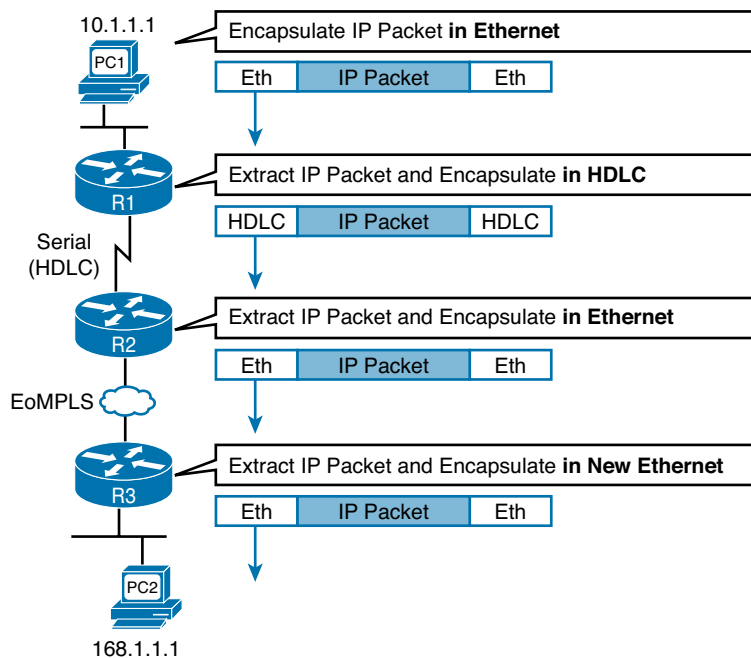 10.1.1.1
Encapsulate IP Packet in Ethernet
PC1
Eth IP Packet Eth
Extract IP Packet and Encapsulate in HDLC
R1
HDLC IP Packet HDLC
Serial
(HDLC)
Extract IP Packet and Encapsulate in Ethernet
R2
Eth IP Packet Eth
EoMPLS
Extract IP Packet and Encapsulate in New Ethernet
R3
Eth IP Packet Eth
PC2
168.1.1.1